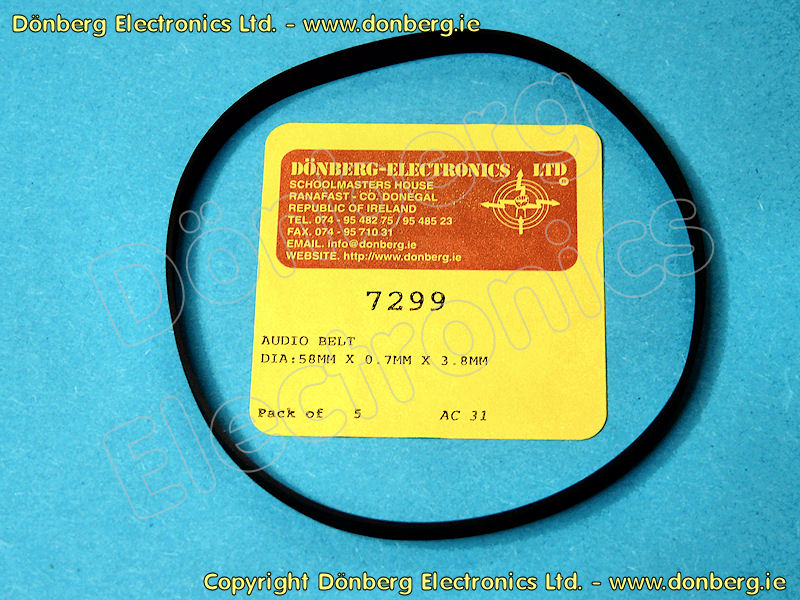 Dönberg Electronics Ltd. - www.donberg.ie
DÖNBERG-ELECTRONICS LTD
SCHOOLMASTERS HOUSE
RANAFAST - CO. DONEGAL
REPUBLIC OF IRELAND
TEL. 074 - 95 482 75 / 95 485 23
FAX. 074 - 95 710 31
EMAIL. info@donberg.ie
WEBSITE. http://www.donberg.ie
7299
AUDIO BELT
DIA:58MM X 0.7MM X 3.8MM
Pack of 5 AC 31
Dönberg
Electronics
Copyright Dönberg Electronics Ltd. - www.donberg.ie